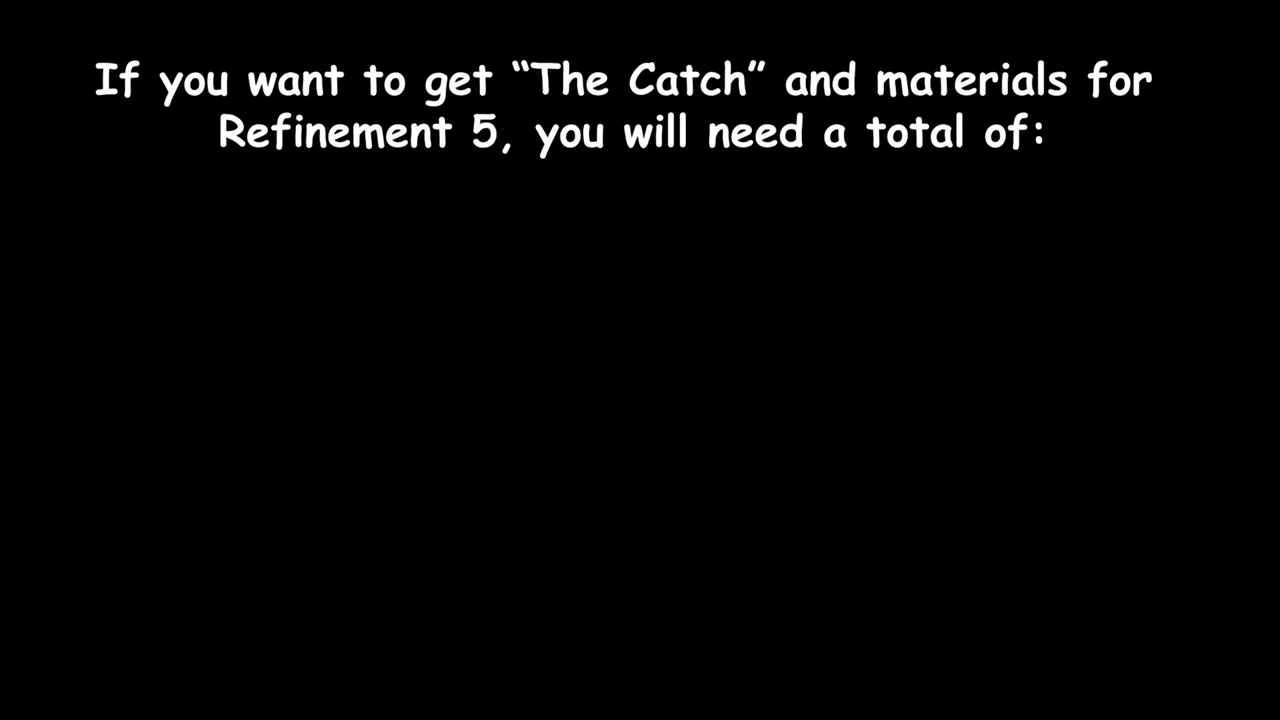 If you want to get “The Catch” and materials for
Refinement 5, you will need a total of: